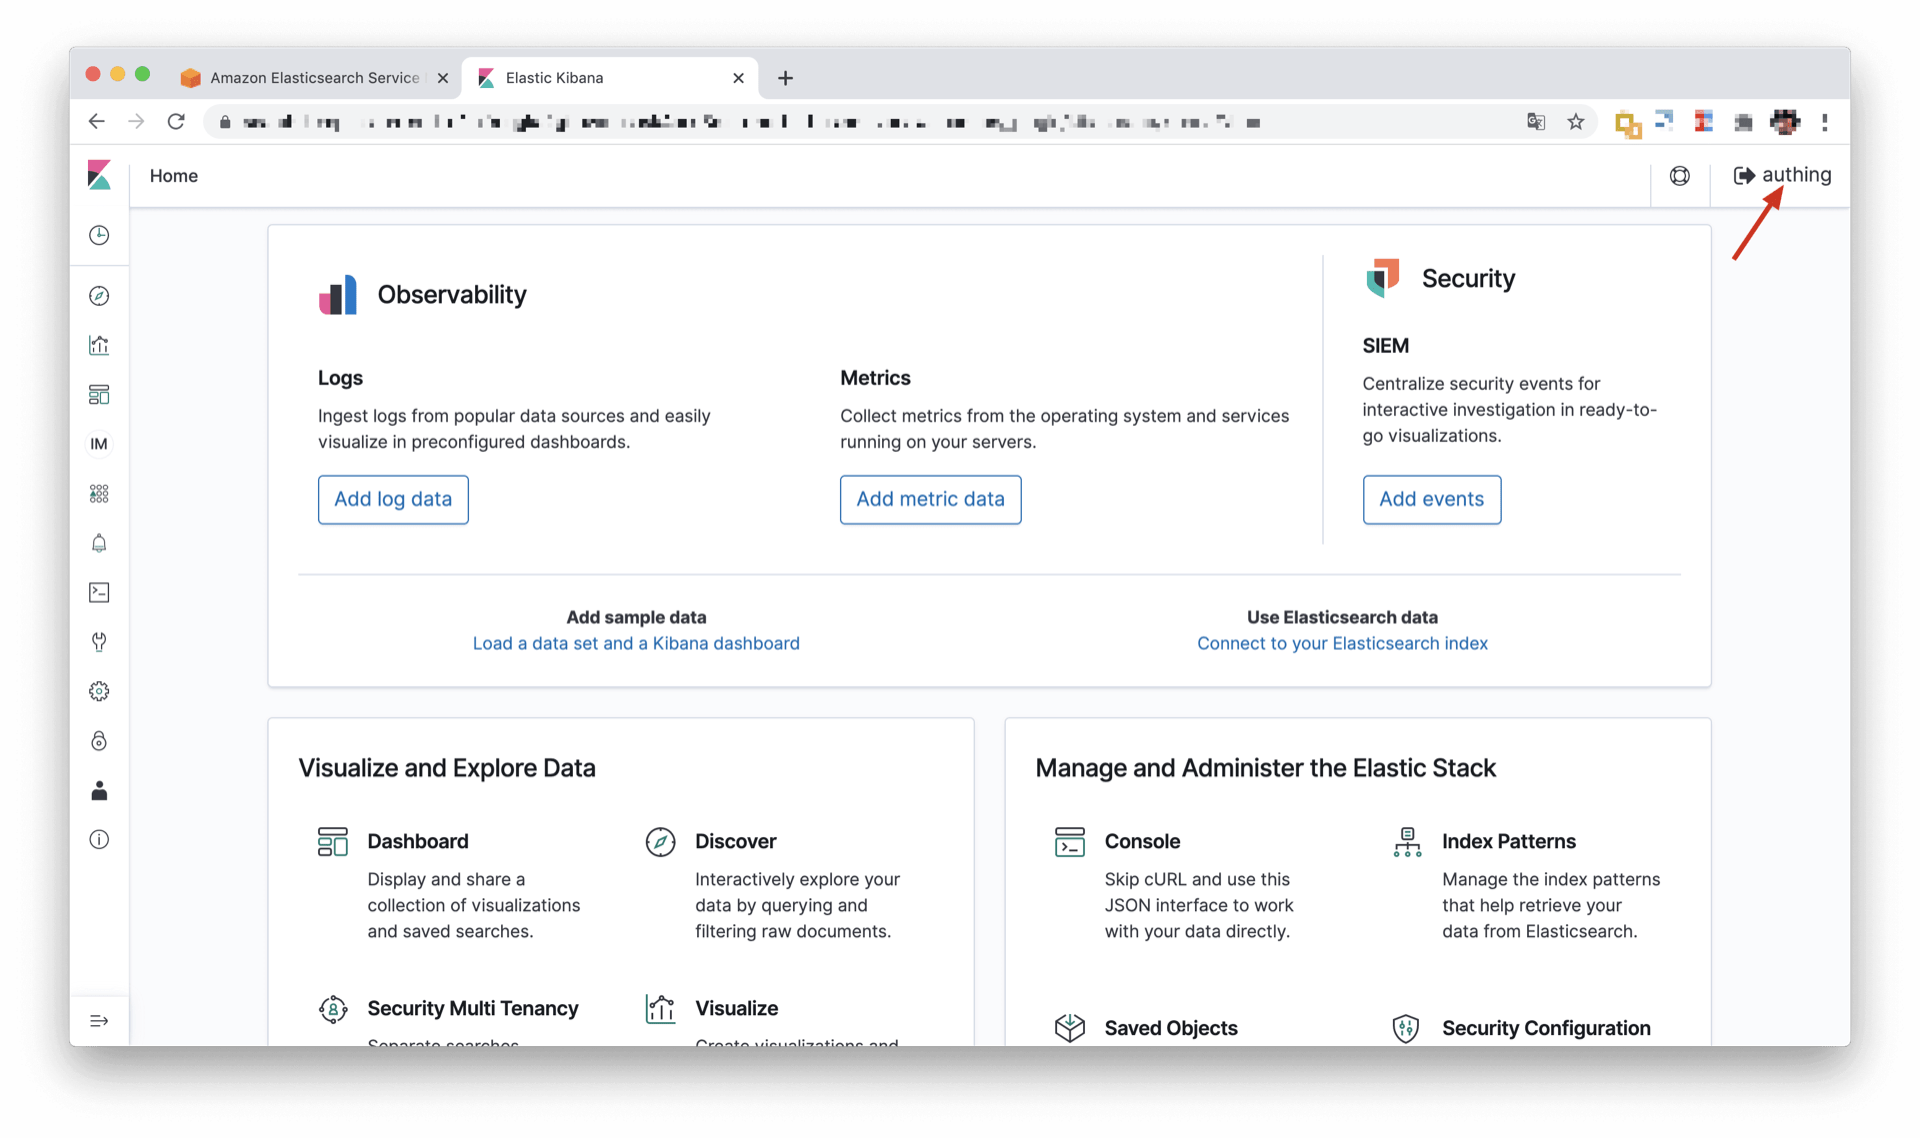 Amazon Elasticsearch Service
Elastic Kibana
Home
authing
Observability
Security
Logs
Ingest logs from popular data sources and easily
visualize in preconfigured dashboards.
Add log data
Metrics
Collect metrics from the operating system and services
running on your servers.
Add metric data
SIEM
Centralize security events for
interactive investigation in ready-to-
go visualizations.
Add events
IM
Add sample data
Load a data set and a Kibana dashboard
Use Elasticsearch data
Connect to your Elasticsearch index
Visualize and Explore Data
Dashboard
Display and share a
collection of visualizations
and saved searches.
Discover
Interactively explore your
data by querying and
filtering raw documents.
Security Multi Tenancy
Separate searches,
Visualize
Create visualizations and
Manage and Administer the Elastic Stack
Console
Skip cURL and use this
JSON interface to work
with your data directly.
Index Patterns
Manage the index patterns
that help retrieve your
data from Elasticsearch.
Saved Objects
Security Configuration